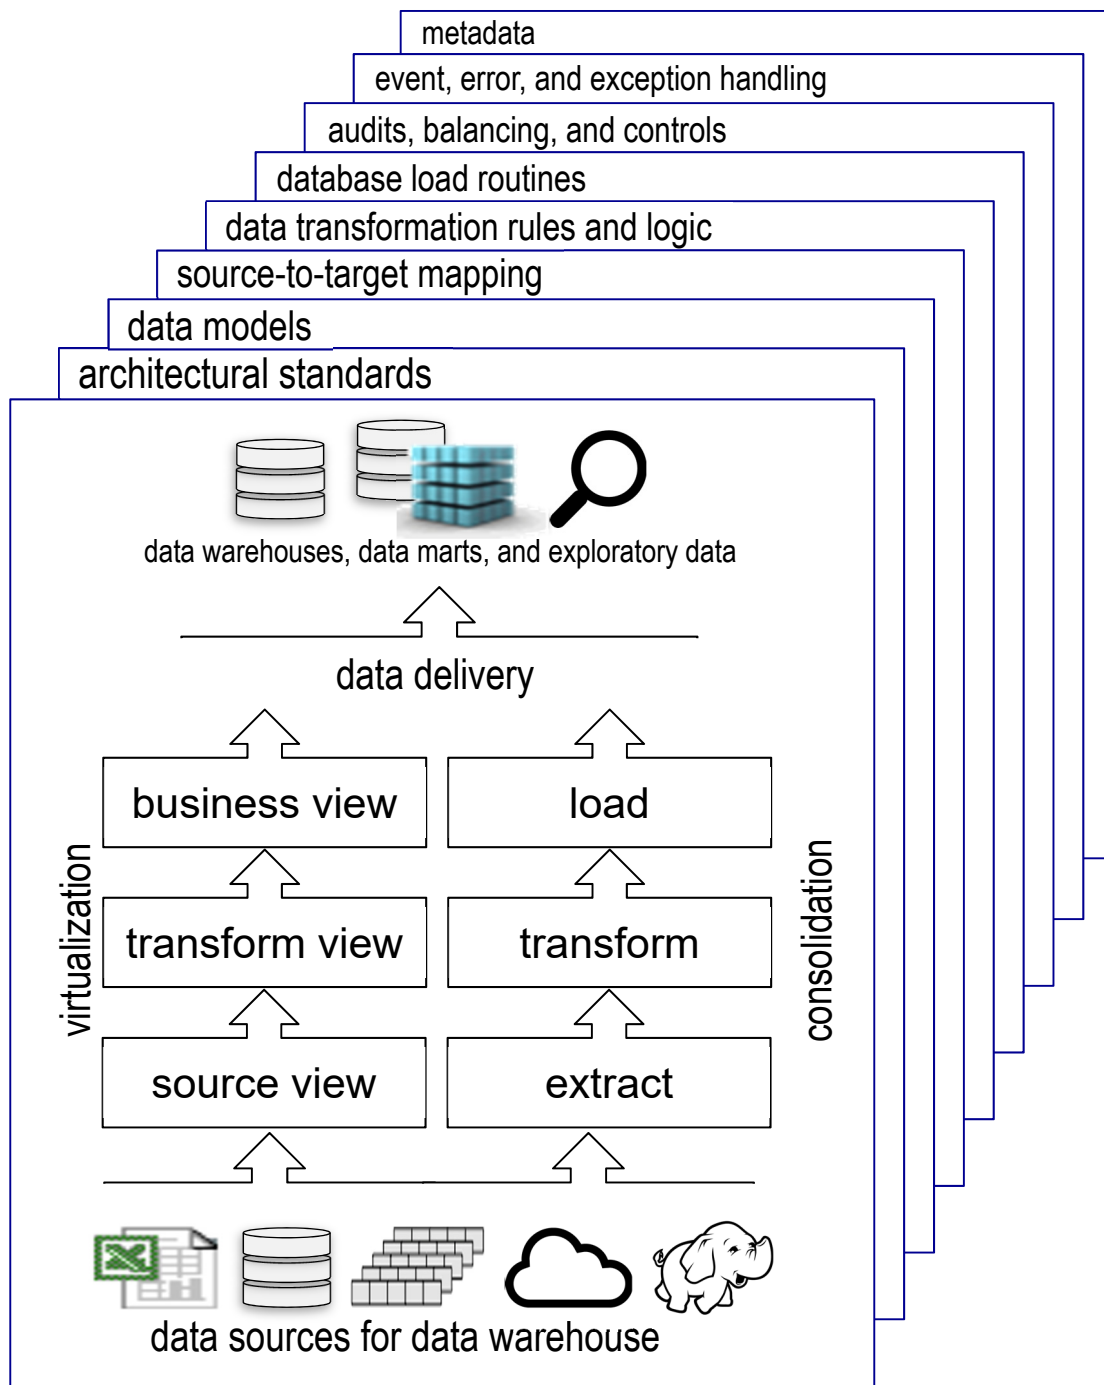 metadata
event, error, and exception handling
audits, balancing, and controls
database load routines
data transformation rules and logic
source-to-target mapping
data models
architectural standards
data warehouses, data marts, and exploratory data
data delivery
business view
load
virtualization
consolidation
transform view
transform
source view
extract
data sources for data warehouse